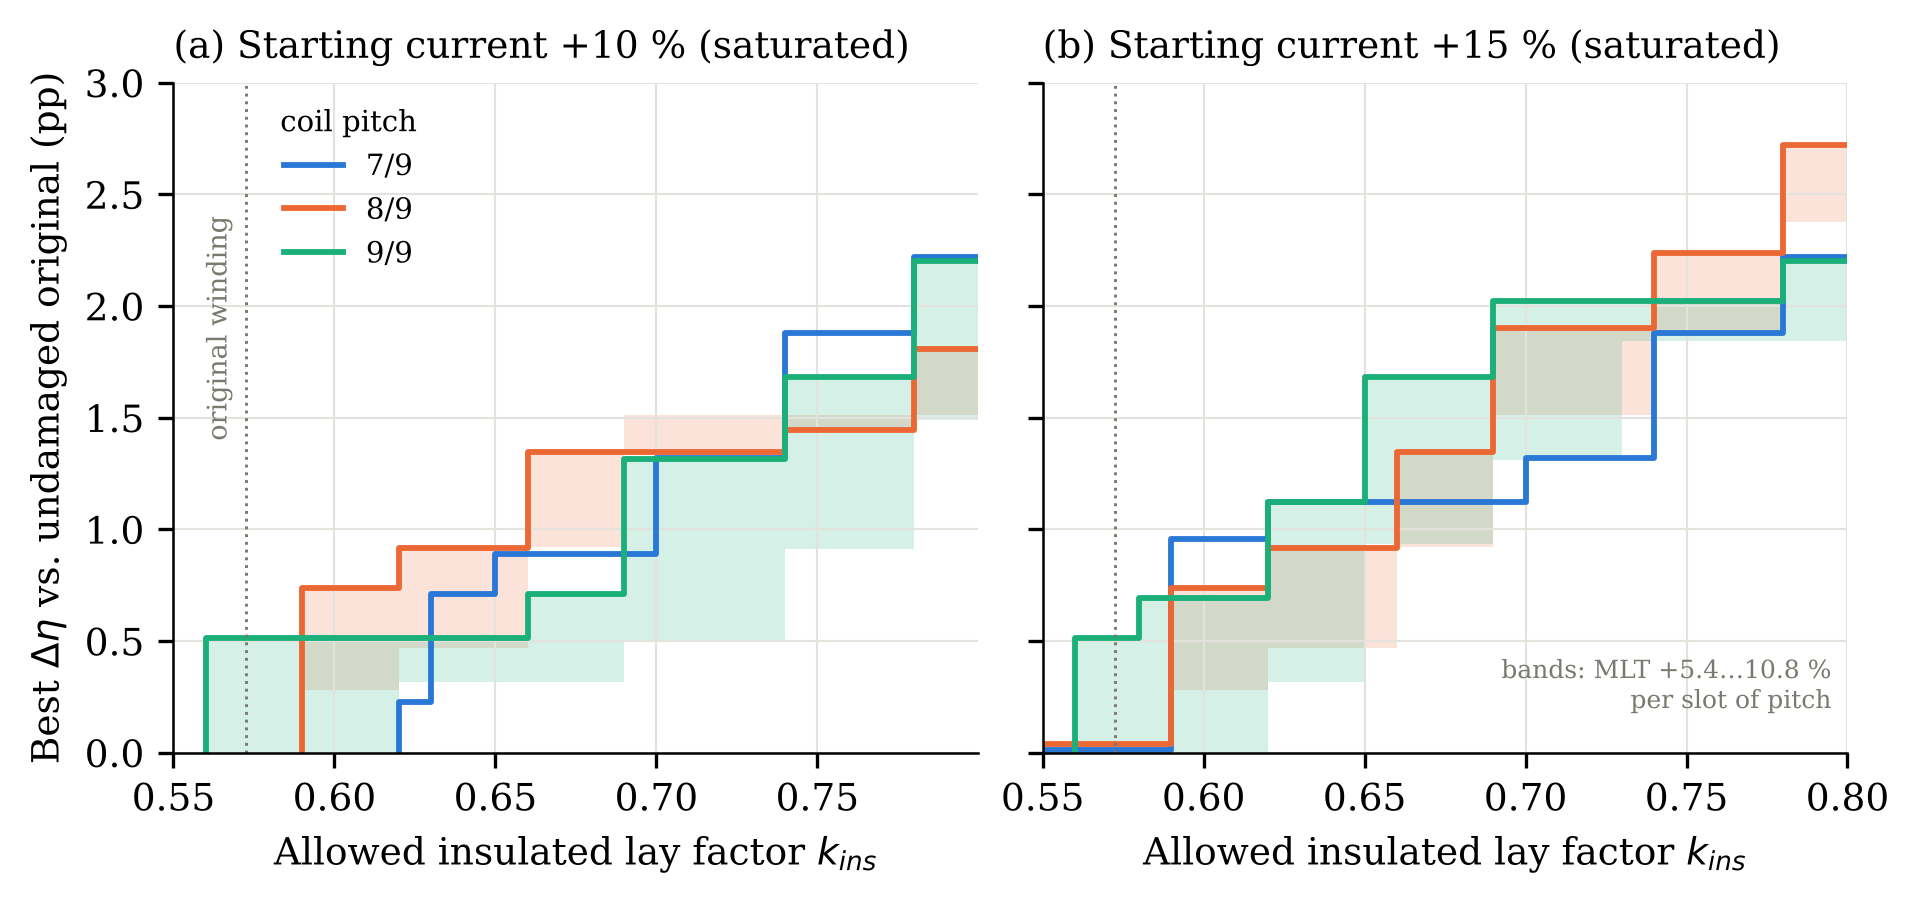 (a) Starting current +10 % (saturated)
Best Δη vs. undamaged original (pp)
3.0
2.5
2.0
1.5
1.0
0.5
0.0
original winding
coil pitch
7/9
8/9
9/9
0.55 0.60 0.65 0.70 0.75
Allowed insulated lay factor kins
(b) Starting current +15 % (saturated)
bands: MLT +5.4...10.8 %
per slot of pitch
0.55 0.60 0.65 0.70 0.75 0.80
Allowed insulated lay factor kins